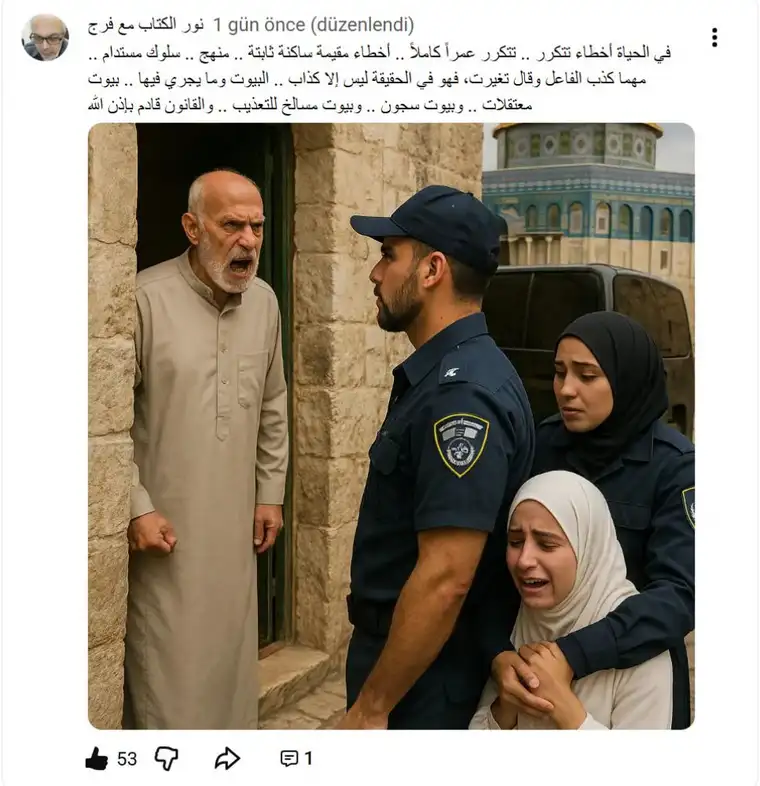 نور الكتاب مع فرج 1 gün önce (düzenlendi)
في الحياة أخطاء تتكرر .. تتكرر عمراً كاملاً .. أخطاء مقيمة ساكنة ثابتة .. منهج .. سلوك مستدام ..
مهما كذب الفاعل وقال تغيرت، فهو في الحقيقة ليس إلا كذاب .. البيوت وما يجري فيها .. بيوت
معتقلات .. وبيوت سجون .. وبيوت مسالخ للتعذيب .. والقانون قادم بإذن الله
53 1